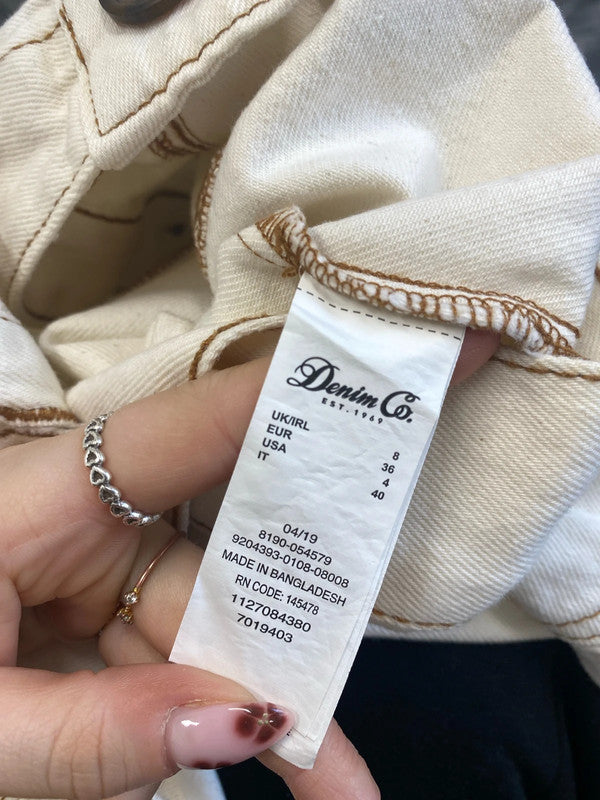 Denim Co.
EST. 1969
UK/IRL 8
EUR 36
USA 4
IT 40
04/19
8190-054579
9204393-0108-08008
MADE IN BANGLADESH
RN CODE: 145478
1127084380
7019403